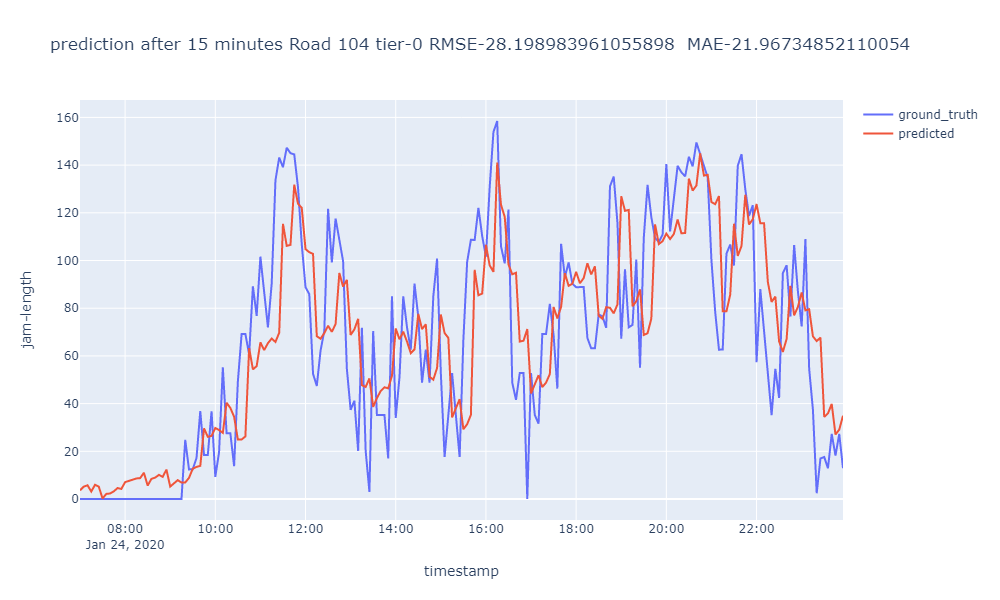 prediction after 15 minutes Road 104 tier-0 RMSE-28.198983961055898 MAE-21.96734852110054
ground_truth
predicted
160
140
120
100
80
60
40
20
0
jam-length
08:00 10:00 12:00 14:00 16:00 18:00 20:00 22:00
Jan 24, 2020
timestamp